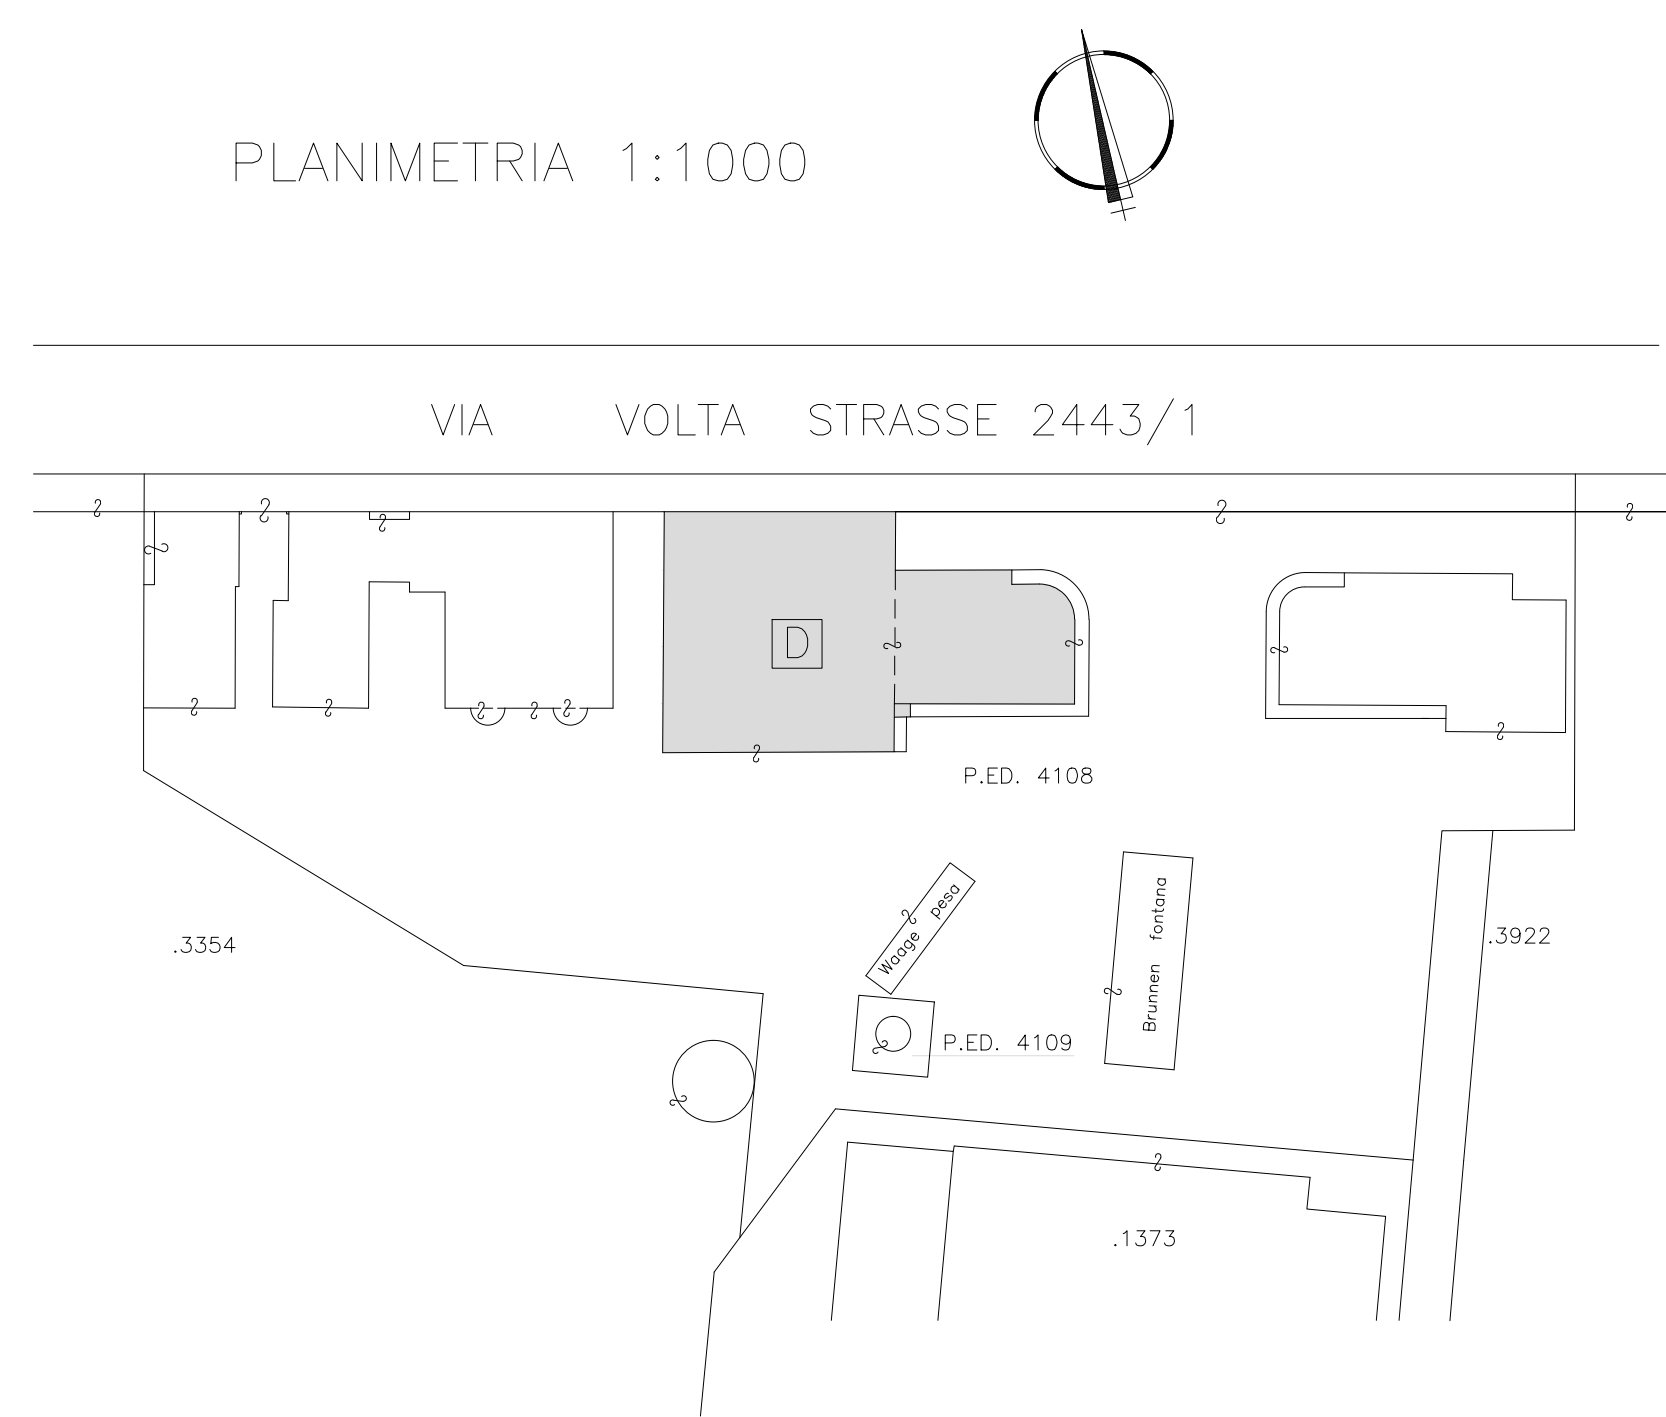 PLANIMETRIA 1:1000
VIA VOLTA STRASSE 2443/1
D
P.ED. 4108
Waage pesa
Brunnen fontana
.3354
.3922
P.ED. 4109
.1373